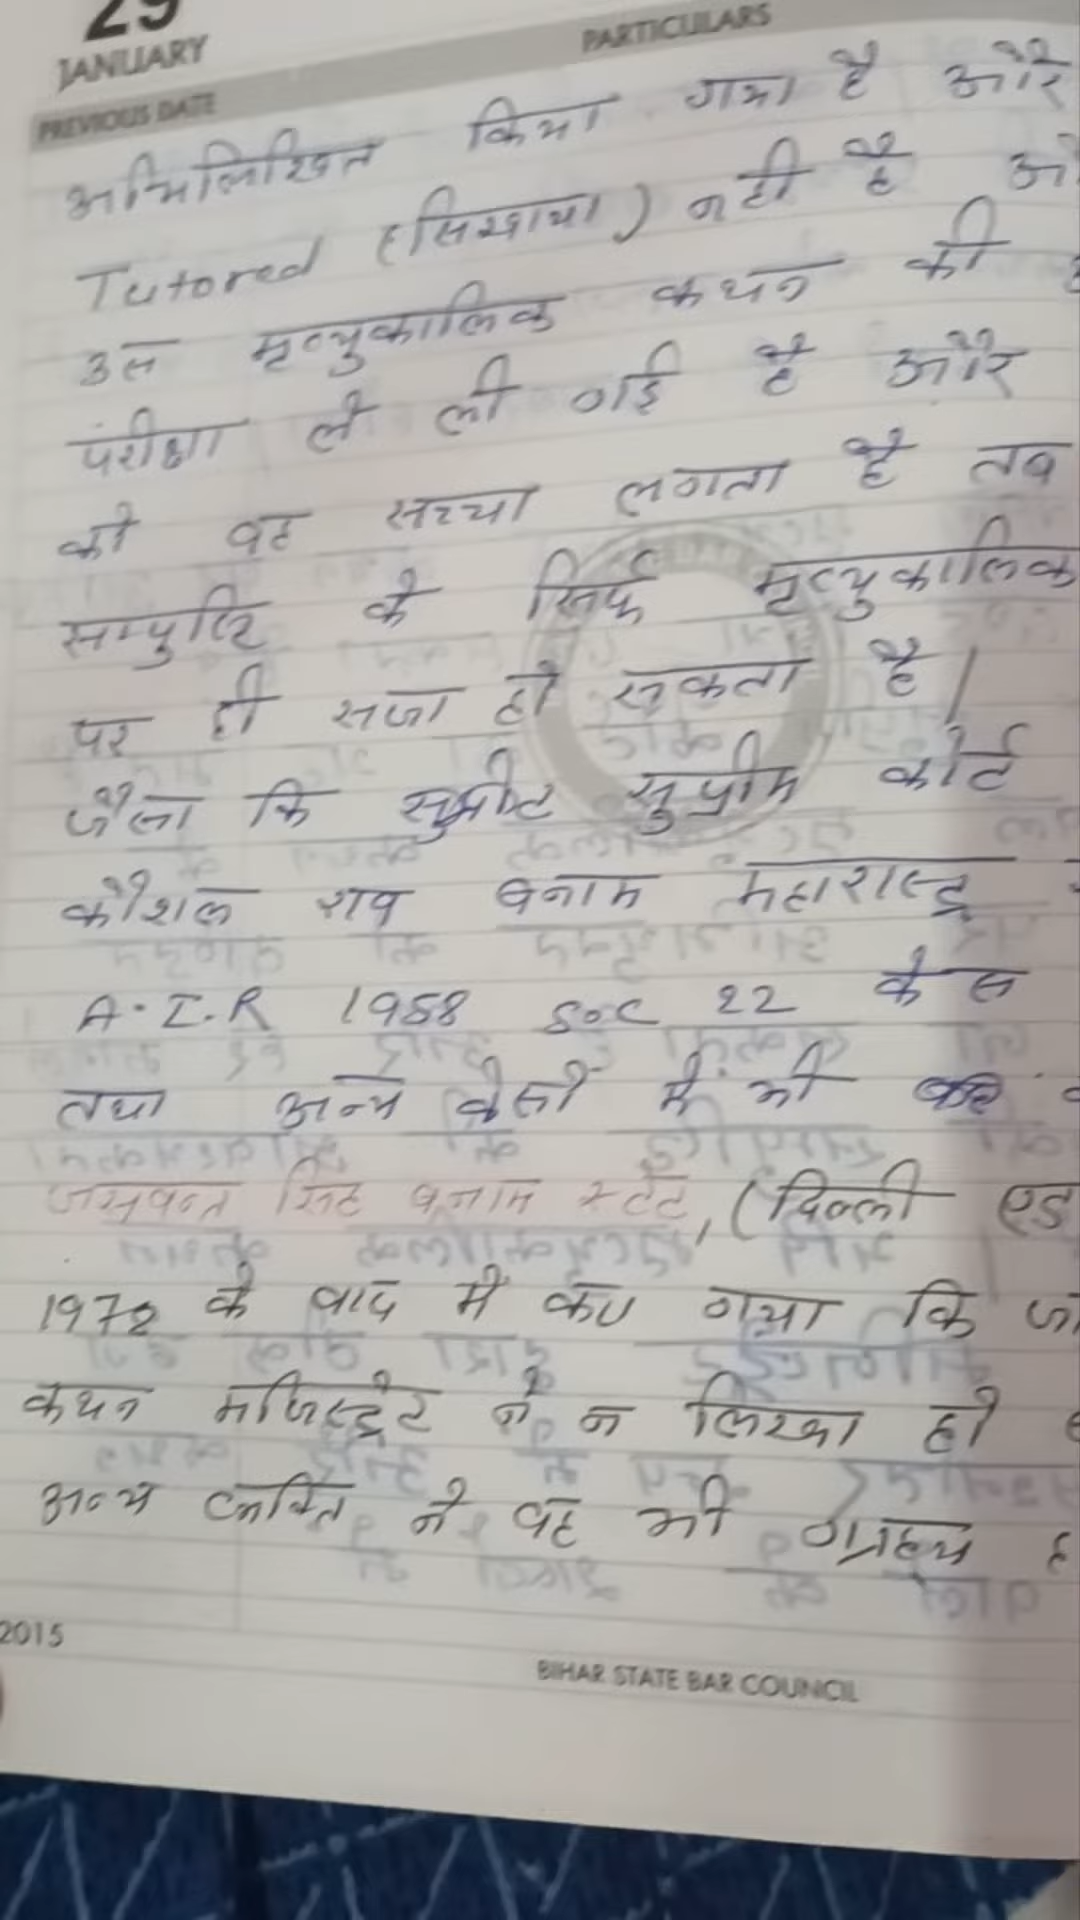 29
JANUARY
PARTICULARS
PREVIOUS DATE
अभिलिखित किया गया है और
Tutored (सिखाया) नही है
उस मृत्युकालिक कथन की
परीक्षा ले ली गई है और
को वह सच्चा लगता है तब
सम्पुष्टि के सिर्फ मृत्युकालिक
पर ही सजा हो सकता है।
जैसा कि सुप्रीम कोर्ट
कौशल राव बनाम महारास्ट्र
A.I.R 1958 SOC 22 केस
तथा अन्य केसों में भी
जसवन्त सिंह बनाम स्टेट, (दिल्ली एड
1972 के वाद में कहा गया कि
कथन मजिस्ट्रेट ने न लिखा हो
अन्य व्यक्ति ने वह भी ग्राह्य
2015
BIHAR STATE BAR COUNCIL